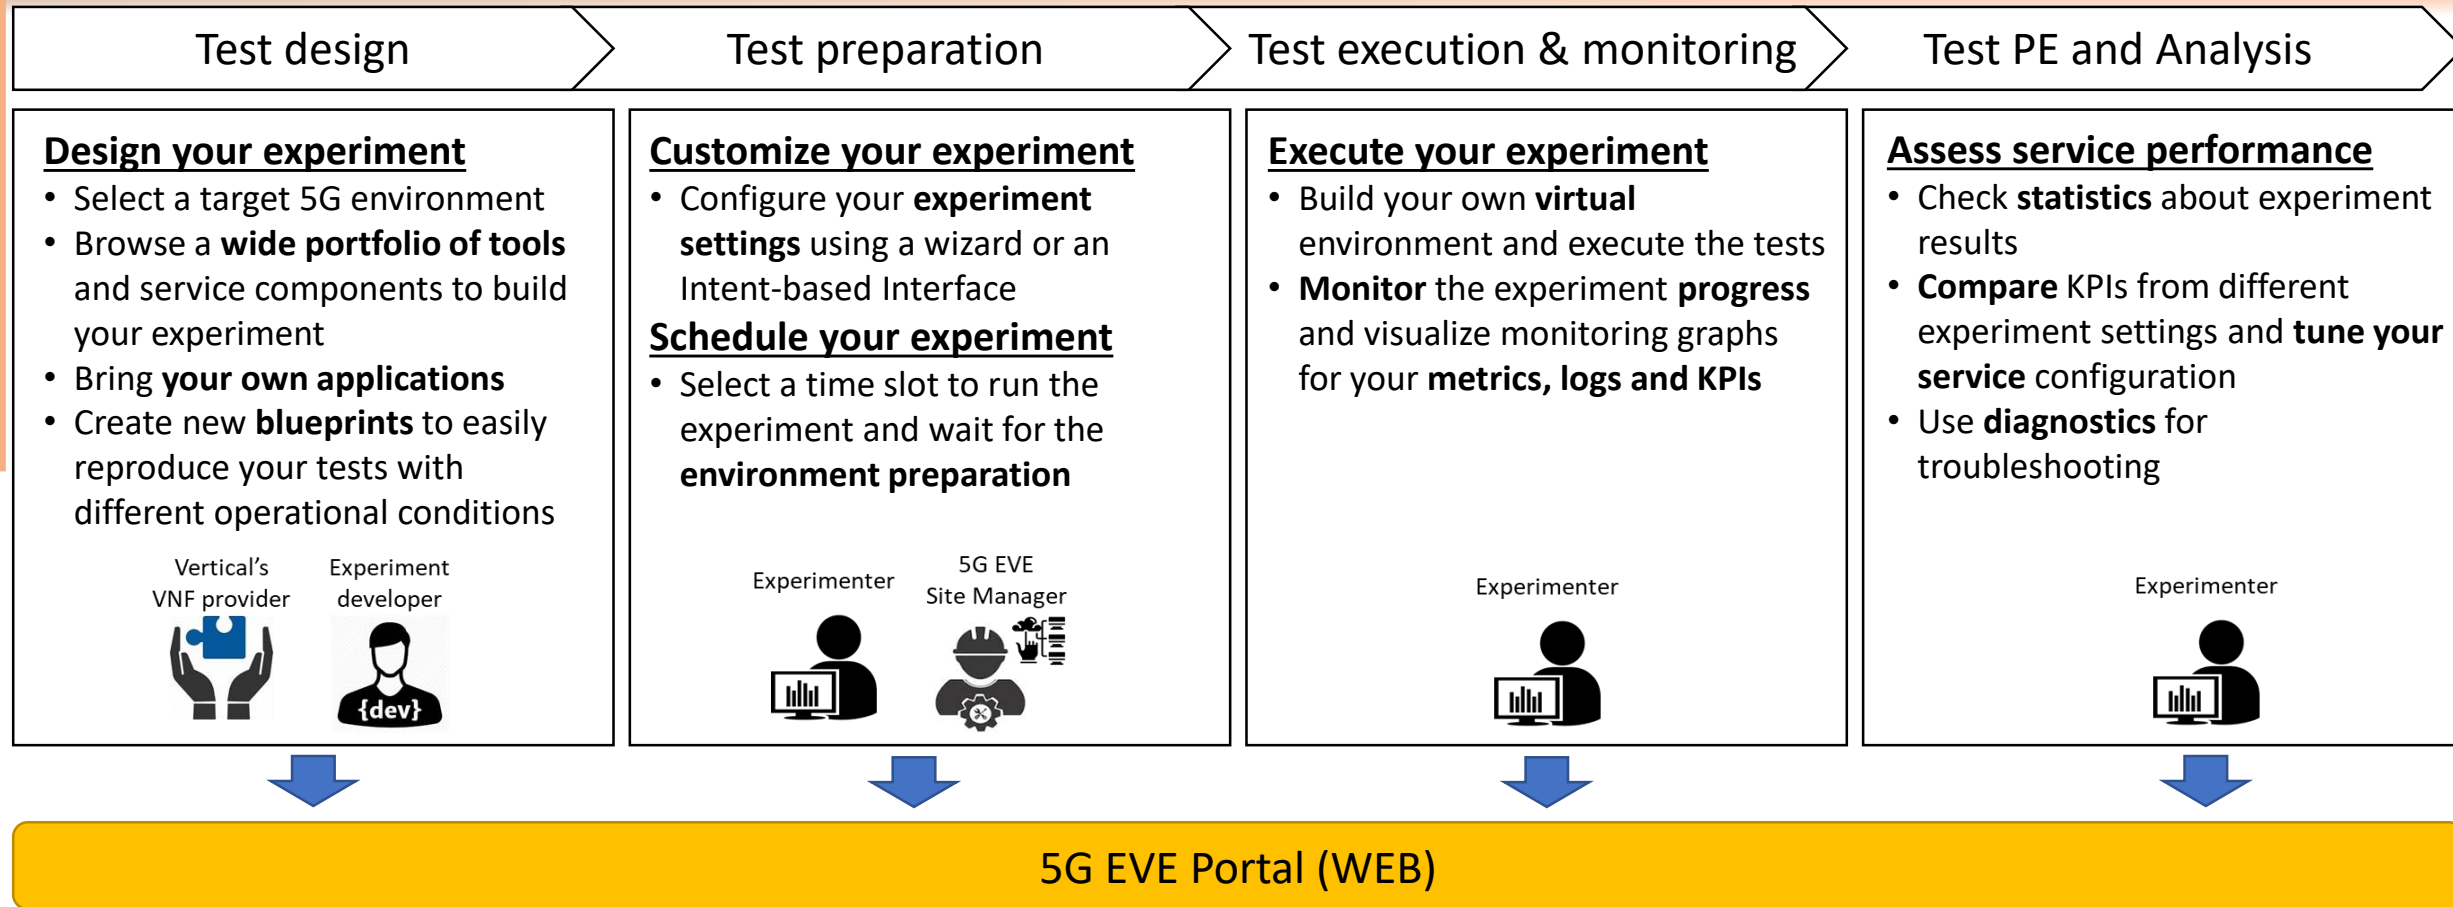 Test design
Test preparation
Test execution & monitoring
Test PE and Analysis
Design your experiment
• Select a target 5G environment
• Browse a wide portfolio of tools
and service components to build
your experiment
• Bring your own applications
• Create new blueprints to easily
reproduce your tests with
different operational conditions
Vertical's
VNF provider
Experiment
developer
{dev}
Customize your experiment
• Configure your experiment
settings using a wizard or an
Intent-based Interface
Schedule your experiment
• Select a time slot to run the
experiment and wait for the
environment preparation
Experimenter
5G EVE
Site Manager
Execute your experiment
• Build your own virtual
environment and execute the tests
• Monitor the experiment progress
and visualize monitoring graphs
for your metrics, logs and KPIs
Experimenter
Assess service performance
• Check statistics about experiment
results
• Compare KPIs from different
experiment settings and tune your
service configuration
• Use diagnostics for
troubleshooting
Experimenter
5G EVE Portal (WEB)